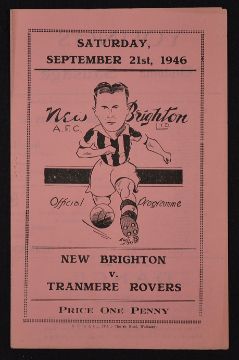 SATURDAY,
SEPTEMBER 21st, 1946
New Brighton
A.F.C. LTD
Official Programme
NEW BRIGHTON
v.
TRANMERE ROVERS
PRICE ONE PENNY